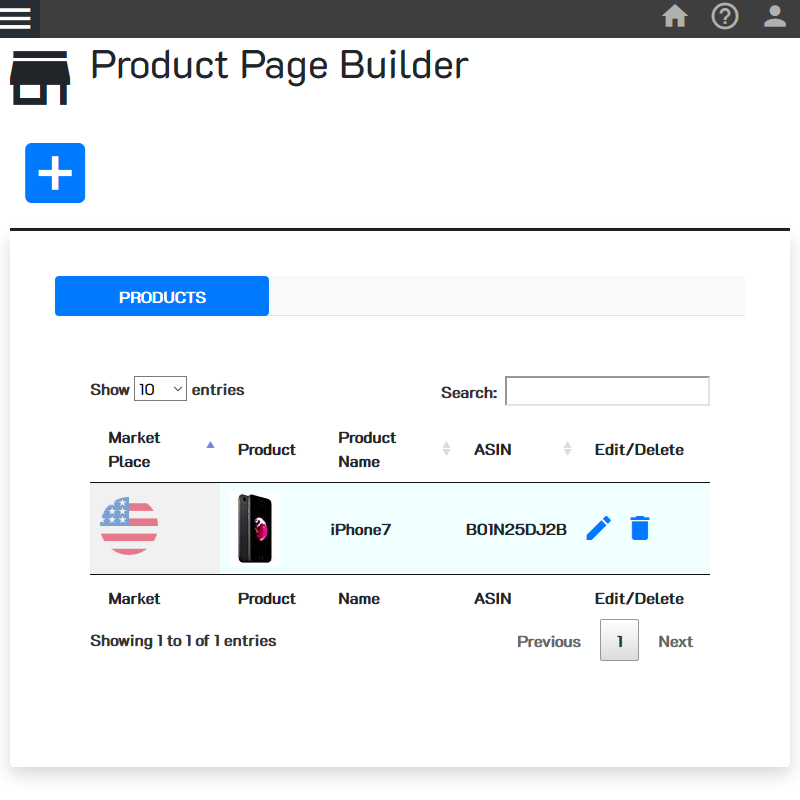 Product Page Builder
PRODUCTS
Show 10 entries
Search:
Market Place
Product
Product Name
ASIN
Edit/Delete
iPhone7
B01N25DJ2B
Market
Product
Name
ASIN
Edit/Delete
Showing 1 to 1 of 1 entries
Previous
1
Next